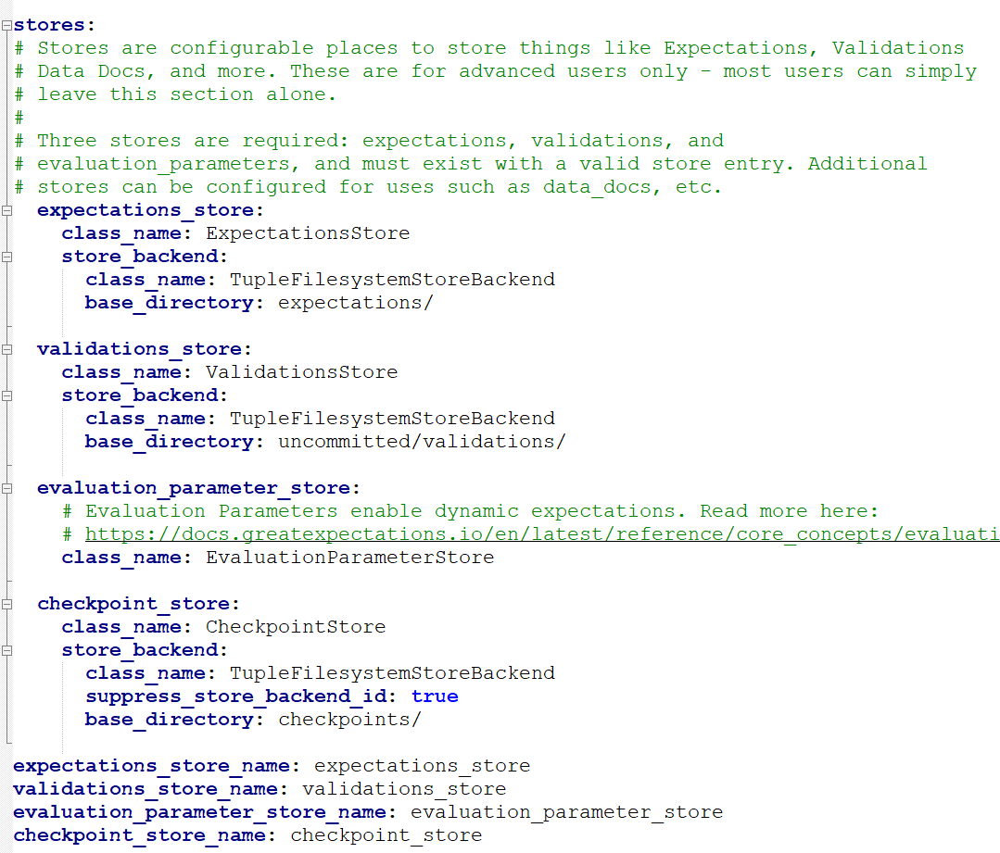 stores:
# Stores are configurable places to store things like Expectations, Validations
# Data Docs, and more. These are for advanced users only - most users can simply
# leave this section alone.
#
# Three stores are required: expectations, validations, and
# evaluation_parameters, and must exist with a valid store entry. Additional
# stores can be configured for uses such as data_docs, etc.
  expectations_store:
    class_name: ExpectationsStore
    store_backend:
      class_name: TupleFilesystemStoreBackend
      base_directory: expectations/
  validations_store:
    class_name: ValidationsStore
    store_backend:
      class_name: TupleFilesystemStoreBackend
      base_directory: uncommitted/validations/
  evaluation_parameter_store:
    # Evaluation Parameters enable dynamic expectations. Read more here:
    # https://docs.greatexpectations.io/en/latest/reference/core_concepts/evaluati
    class_name: EvaluationParameterStore
  checkpoint_store:
    class_name: CheckpointStore
    store_backend:
      class_name: TupleFilesystemStoreBackend
      suppress_store_backend_id: true
      base_directory: checkpoints/
expectations_store_name: expectations_store
validations_store_name: validations_store
evaluation_parameter_store_name: evaluation_parameter_store
checkpoint_store_name: checkpoint_store